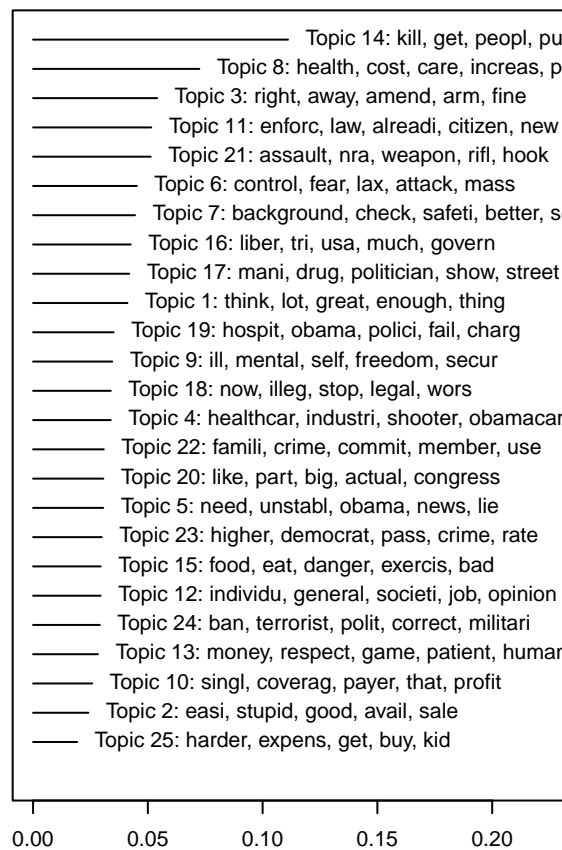 Topic 14: kill, get, peopl, pu
Topic 8: health, cost, care, increas, p
Topic 3: right, away, amend, arm, fine
Topic 11: enforc, law, alreadi, citizen, new
Topic 21: assault, nra, weapon, rifl, hook
Topic 6: control, fear, lax, attack, mass
Topic 7: background, check, safeti, better, s
Topic 16: liber, tri, usa, much, govern
Topic 17: mani, drug, politician, show, street
Topic 1: think, lot, great, enough, thing
Topic 19: hospit, obama, polici, fail, charg
Topic 9: ill, mental, self, freedom, secur
Topic 18: now, illeg, stop, legal, wors
Topic 4: healthcar, industri, shooter, obamacar
Topic 22: famili, crime, commit, member, use
Topic 20: like, part, big, actual, congress
Topic 5: need, unstabl, obama, news, lie
Topic 23: higher, democrat, pass, crime, rate
Topic 15: food, eat, danger, exercis, bad
Topic 12: individu, general, societi, job, opinion
Topic 24: ban, terrorist, polit, correct, militari
Topic 13: money, respect, game, patient, human
Topic 10: singl, coverag, payer, that, profit
Topic 2: easi, stupid, good, avail, sale
Topic 25: harder, expens, get, buy, kid
0.00 0.05 0.10 0.15 0.20